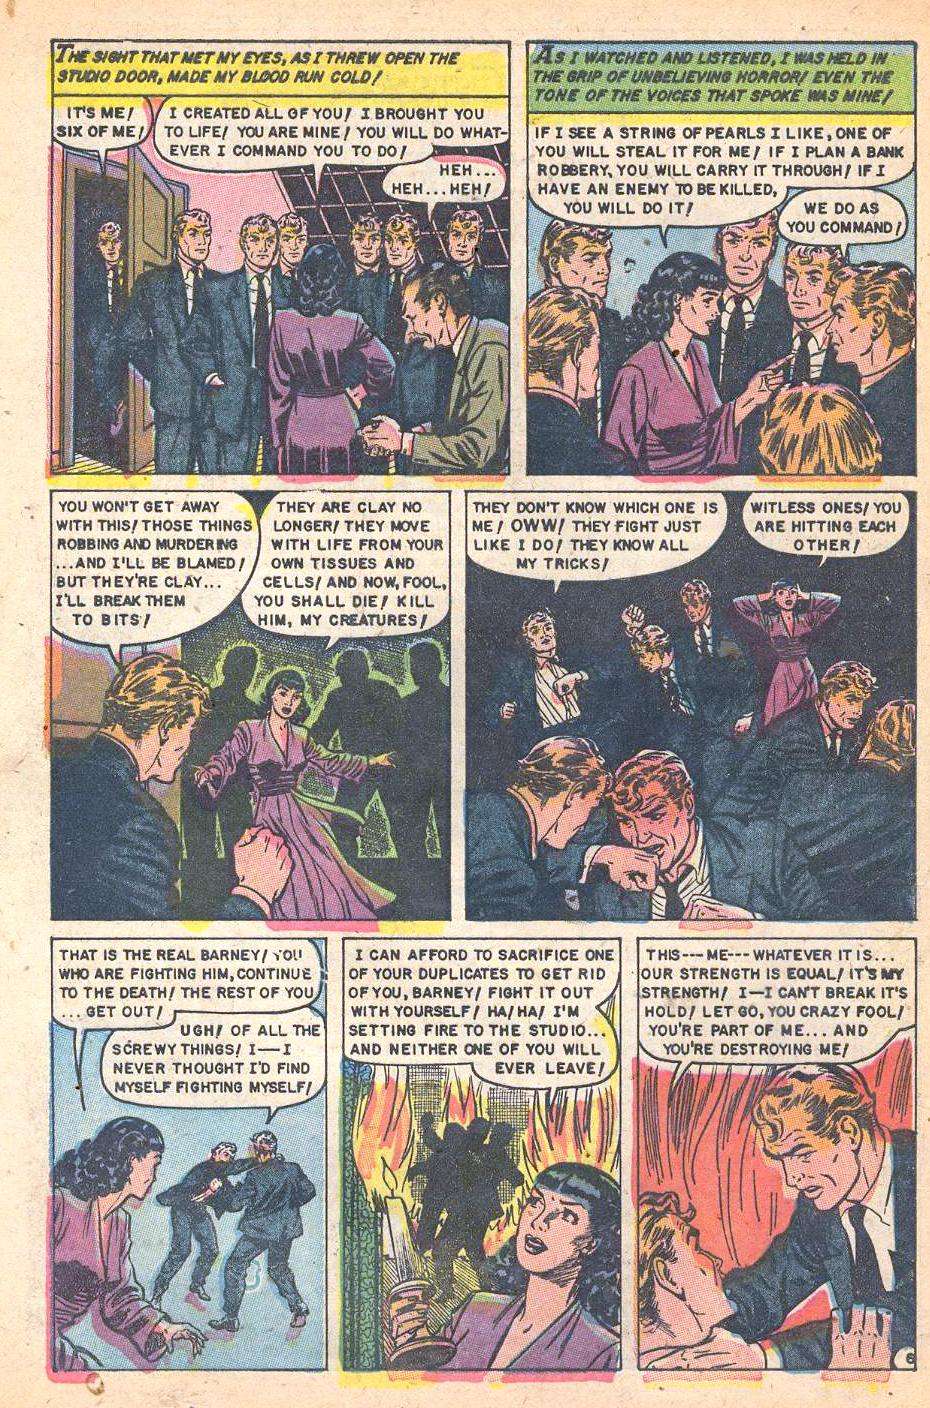 THE SIGHT THAT MET MY EYES, AS I THREW OPEN THE
STUDIO DOOR, MADE MY BLOOD RUN COLD!
IT'S ME!
SIX OF ME!
I CREATED ALL OF YOU! I BROUGHT YOU
TO LIFE! YOU ARE MINE! YOU WILL DO WHAT-
EVER I COMMAND YOU TO DO!
HEH...
HEH...HEH!
AS I WATCHED AND LISTENED, I WAS HELD IN
THE GRIP OF UNBELIEVING HORROR! EVEN THE
TONE OF THE VOICES THAT SPOKE WAS MINE!
IF I SEE A STRING OF PEARLS I LIKE, ONE OF
YOU WILL STEAL IT FOR ME! IF I PLAN A BANK
ROBBERY, YOU WILL CARRY IT THROUGH! IF I
HAVE AN ENEMY TO BE KILLED,
YOU WILL DO IT!
WE DO AS
YOU COMMAND!
YOU WON'T GET AWAY
WITH THIS! THOSE THINGS
ROBBING AND MURDERING
...AND I'LL BE BLAMED!
BUT THEY'RE CLAY...
I'LL BREAK THEM
TO BITS!
THEY ARE CLAY NO
LONGER! THEY MOVE
WITH LIFE FROM YOUR
OWN TISSUES AND
CELLS! AND NOW, FOOL,
YOU SHALL DIE! KILL
HIM, MY CREATURES!
THEY DON'T KNOW WHICH ONE IS
ME! OWW! THEY FIGHT JUST
LIKE I DO! THEY KNOW ALL
MY TRICKS!
WITLESS ONES! YOU
ARE HITTING EACH
OTHER!
THAT IS THE REAL BARNEY! YOU
WHO ARE FIGHTING HIM, CONTINUE
TO THE DEATH! THE REST OF YOU
...GET OUT!
UGH! OF ALL THE
SCREWY THINGS! I--I
NEVER THOUGHT I'D FIND
MYSELF FIGHTING MYSELF!
I CAN AFFORD TO SACRIFICE ONE
OF YOUR DUPLICATES TO GET RID
OF YOU, BARNEY! FIGHT IT OUT
WITH YOURSELF! HA! HA! I'M
SETTING FIRE TO THE STUDIO...
AND NEITHER ONE OF YOU WILL
EVER LEAVE!
THIS---ME---WHATEVER IT IS...
OUR STRENGTH IS EQUAL! IT'S MY
STRENGTH! I--I CAN'T BREAK IT'S
HOLD! LET GO, YOU CRAZY FOOL!
YOU'RE PART OF ME... AND
YOU'RE DESTROYING ME!
6